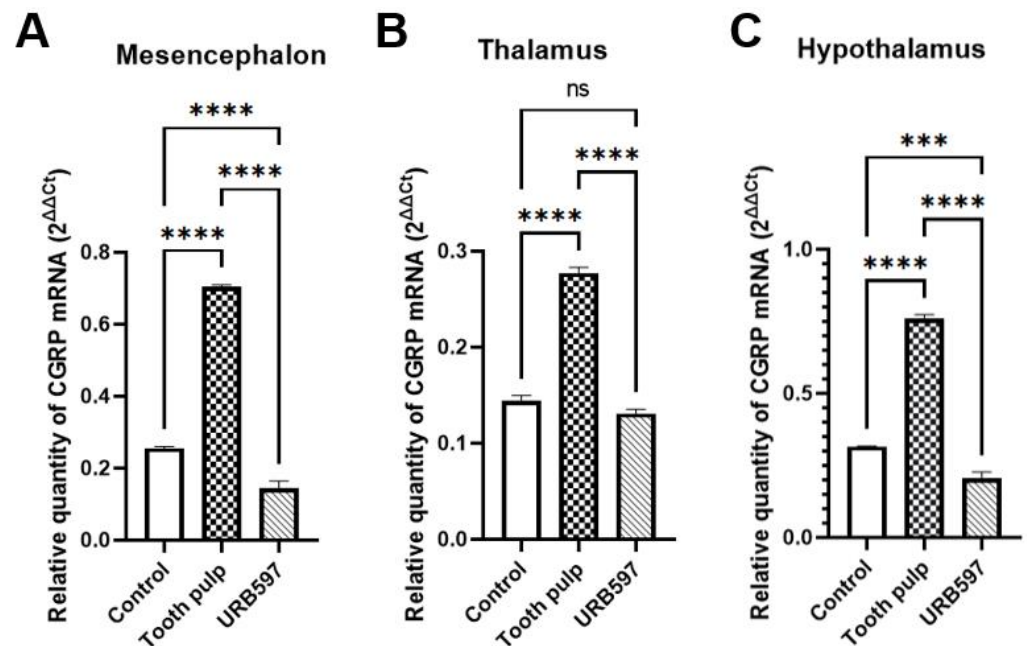 A
Mesencephalon
Relative quantity of CGRP mRNA (2^ΔΔCt)
****
****
****
0.8
0.6
0.4
0.2
0.0
Control
Tooth pulp
URB597
B
Thalamus
Relative quantity of CGRP mRNA (2^ΔΔCt)
ns
****
****
0.3
0.2
0.1
0.0
Control
Tooth pulp
URB597
C
Hypothalamus
Relative quantity of CGRP mRNA (2^ΔΔCt)
***
****
****
1.0
0.5
0.0
Control
Tooth pulp
URB597